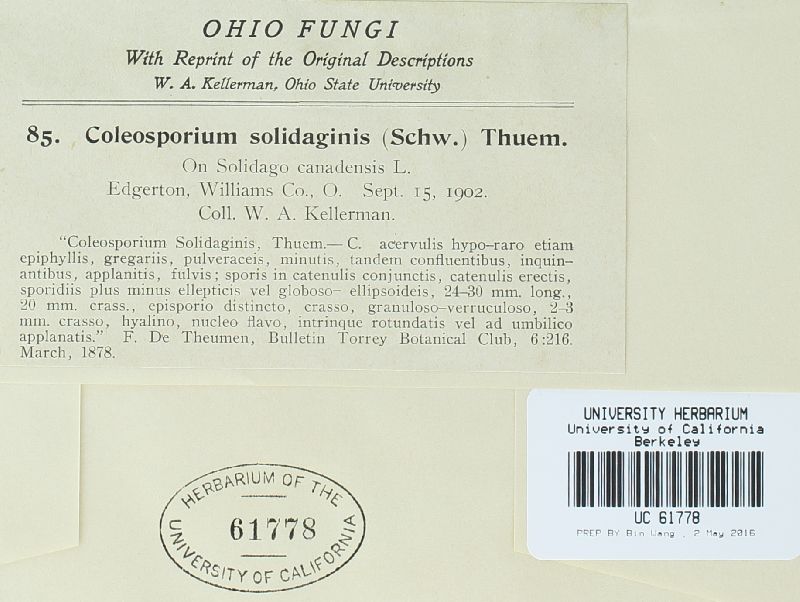 OHIO FUNGI
With Reprint of the Original Descriptions
W. A. Kellerman, Ohio State University
85. Coleosporium solidaginis (Schw.) Thuem.
On Solidago canadensis L.
Edgerton, Williams Co., O. Sept. 15, 1902.
Coll. W. A. Kellerman.
"Coleosporium Solidaginis, Thuem.— C. acervulis hypo-raro etiam
epiphyllis, gregariis, pulveraceis, minutis, tandem confluentibus, inquin-
antibus, applanitis, fulvis; sporis in catenulis conjunctis, catenulis erectis,
sporidiis plus minus ellepticis vel globoso- ellipsoideis, 24-30 mm. long.,
20 mm. crass., episporio distincto, crasso, granuloso-verruculoso, 2-3
mm. crasso, hyalino, nucleo flavo, intrinque rotundatis vel ad umbilico
applanatis." F. De Theumen, Bulletin Torrey Botanical Club, 6:216.
March, 1878.
HERBARIUM OF THE
61778
UNIVERSITY OF CALIFORNIA
UNIVERSITY HERBARIUM
University of California
Berkeley
UC 61778
PREP BY Bin Wang , 2 May 2016